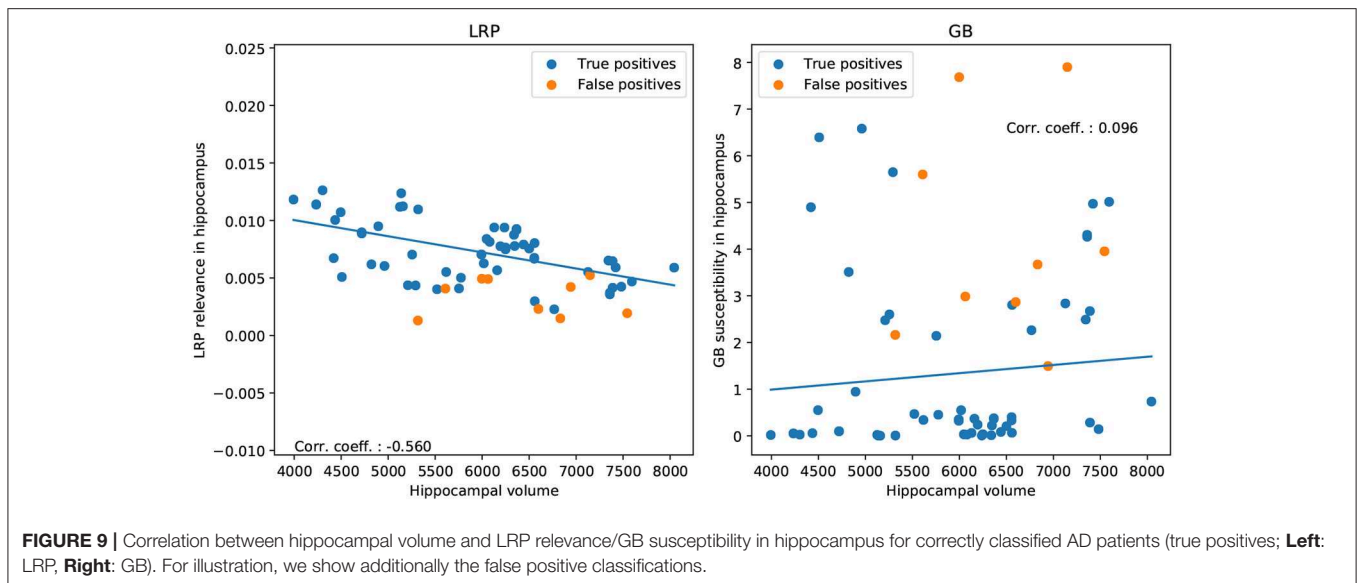 LRP
0.025
0.020
0.015
0.010
0.005
0.000
−0.005
−0.010
LRP relevance in hippocampus
True positives
False positives
Corr. coeff. : -0.560
4000 4500 5000 5500 6000 6500 7000 7500 8000
Hippocampal volume
GB
8
7
6
5
4
3
2
1
0
GB susceptibility in hippocampus
True positives
False positives
Corr. coeff. : 0.096
4000 4500 5000 5500 6000 6500 7000 7500 8000
Hippocampal volume
FIGURE 9 | Correlation between hippocampal volume and LRP relevance/GB susceptibility in hippocampus for correctly classified AD patients (true positives; Left:
LRP, Right: GB). For illustration, we show additionally the false positive classifications.